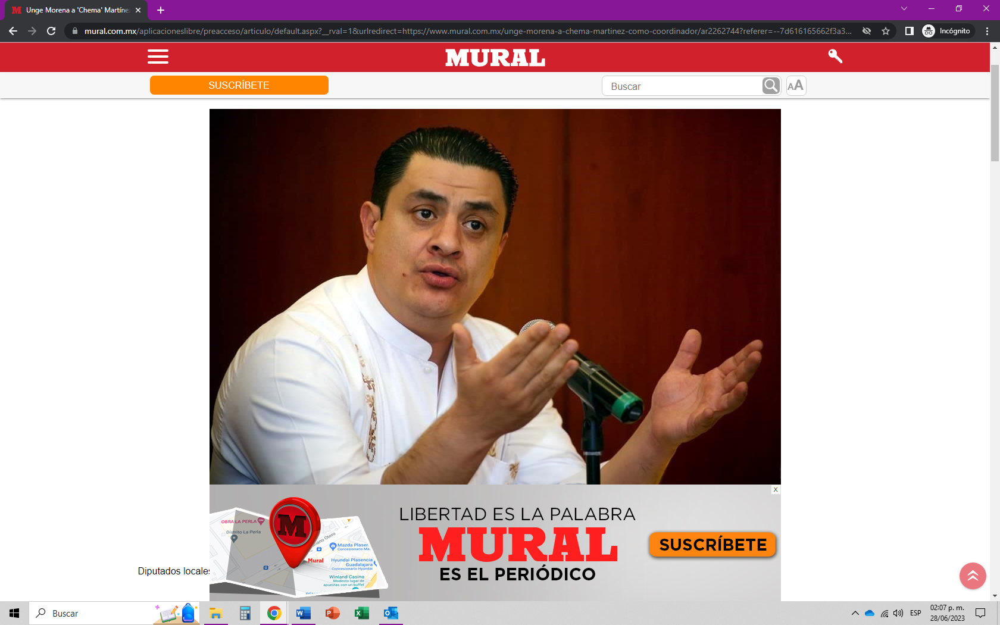 Unge Morena a 'Chema' Martínez
mural.com.mx/aplicacioneslibre/preacceso/articulo/default.aspx?__rval=1&urlredirect=https://www.mural.com.mx/unge-morena-a-chema-martinez-como-coordinador/ar2262744?referer=--7d616165662f3a3...
Incógnito
MURAL
SUSCRÍBETE
Buscar
AA
X
OBRA LA PERLA
Distrito La Perla
M
Mural
Mazda Plasen
Concesionario Ma
Hyundai Plasencia
Guadalajara
Concesionario Hyundai
Winland Casino
Modesto lugar de
apuestas con un buffet
LIBERTAD ES LA PALABRA
MURAL
ES EL PERIÓDICO
SUSCRÍBETE
Diputados locales
Buscar
ESP
02:07 p. m.
28/06/2023